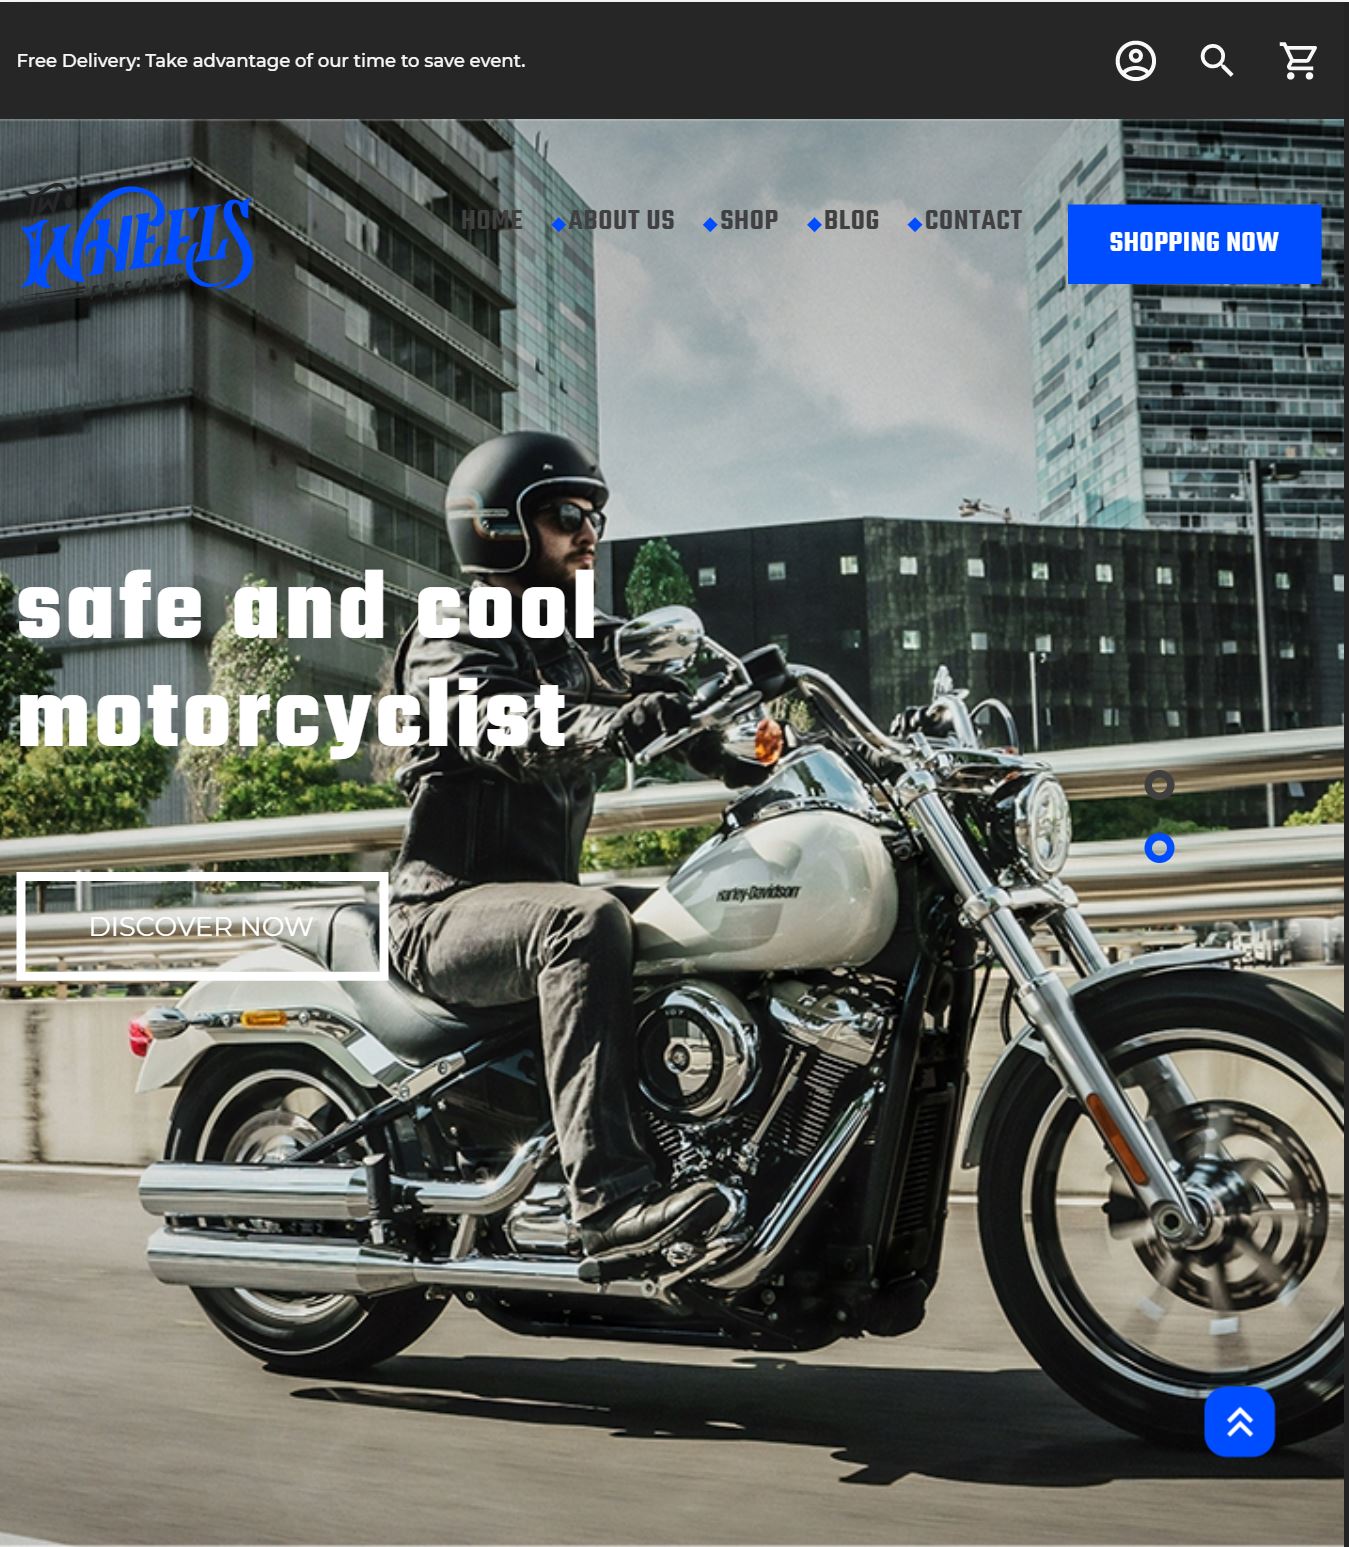 Free Delivery: Take advantage of our time to save event.
TWO
WHEELS
HOME
ABOUT US
SHOP
BLOG
CONTACT
SHOPPING NOW
safe and cool
motorcyclist
Harley-Davidson
DISCOVER NOW